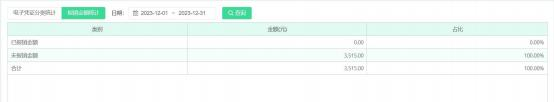 电子凭证分类统计 报销金额统计 日期: 2023-12-01 ~ 2023-12-31 查询
类别 金额(元) 占比
已报销金额 0.00 0.00%
未报销金额 3,515.00 100.00%
合计 3,515.00 100.00%